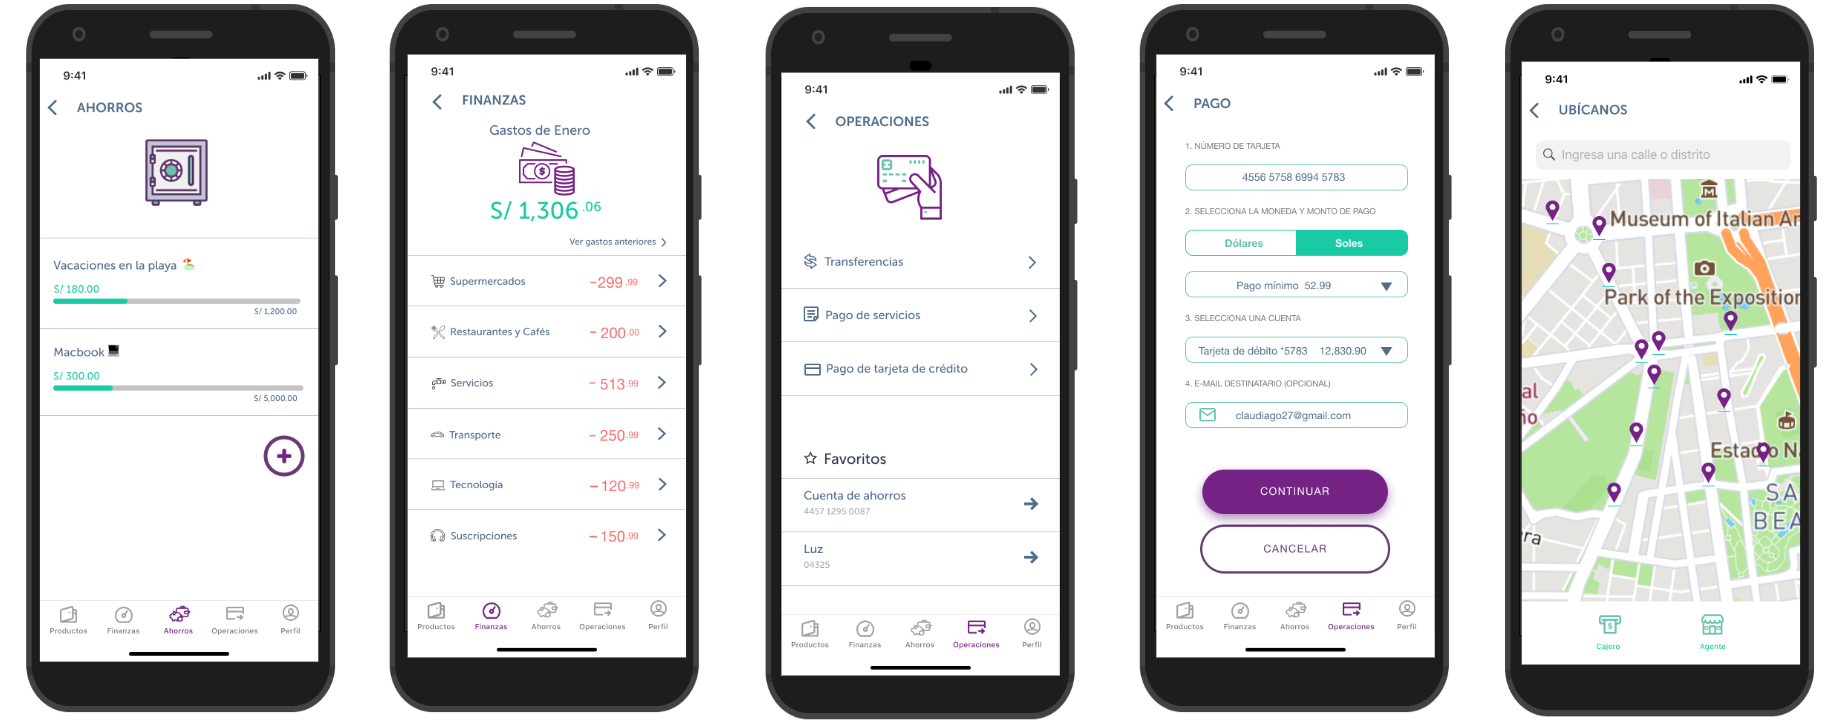 9:41
AHORROS
Vacaciones en la playa
S/ 180.00
S/ 1,200.00
Macbook
S/ 300.00
S/ 5,000.00
Productos Finanzas Ahorros Operaciones Perfil
9:41
FINANZAS
Gastos de Enero
S/ 1,306.06
Ver gastos anteriores
Supermercados -299.99
Restaurantes y Cafés - 200.00
Servicios - 513.99
Transporte - 250.99
Tecnología - 120.99
Suscripciones - 150.99
Productos Finanzas Ahorros Operaciones Perfil
9:41
OPERACIONES
Transferencias
Pago de servicios
Pago de tarjeta de crédito
Favoritos
Cuenta de ahorros
4457 1295 0087
Luz
04325
Productos Finanzas Ahorros Operaciones Perfil
9:41
PAGO
1. NÚMERO DE TARJETA
4556 5758 6994 5783
2. SELECCIONA LA MONEDA Y MONTO DE PAGO
Dólares Soles
Pago mínimo 52.99
3. SELECCIONA UNA CUENTA
Tarjeta de débito *5783 12,830.90
4. E-MAIL DESTINATARIO (OPCIONAL)
claudiago27@gmail.com
CONTINUAR
CANCELAR
Productos Finanzas Ahorros Operaciones Perfil
9:41
UBÍCANOS
Ingresa una calle o distrito
Museum of Italian Ar
Park of the Exposition
al
ño
Estadio Na
SA
BEA
ra
Cajero Agente